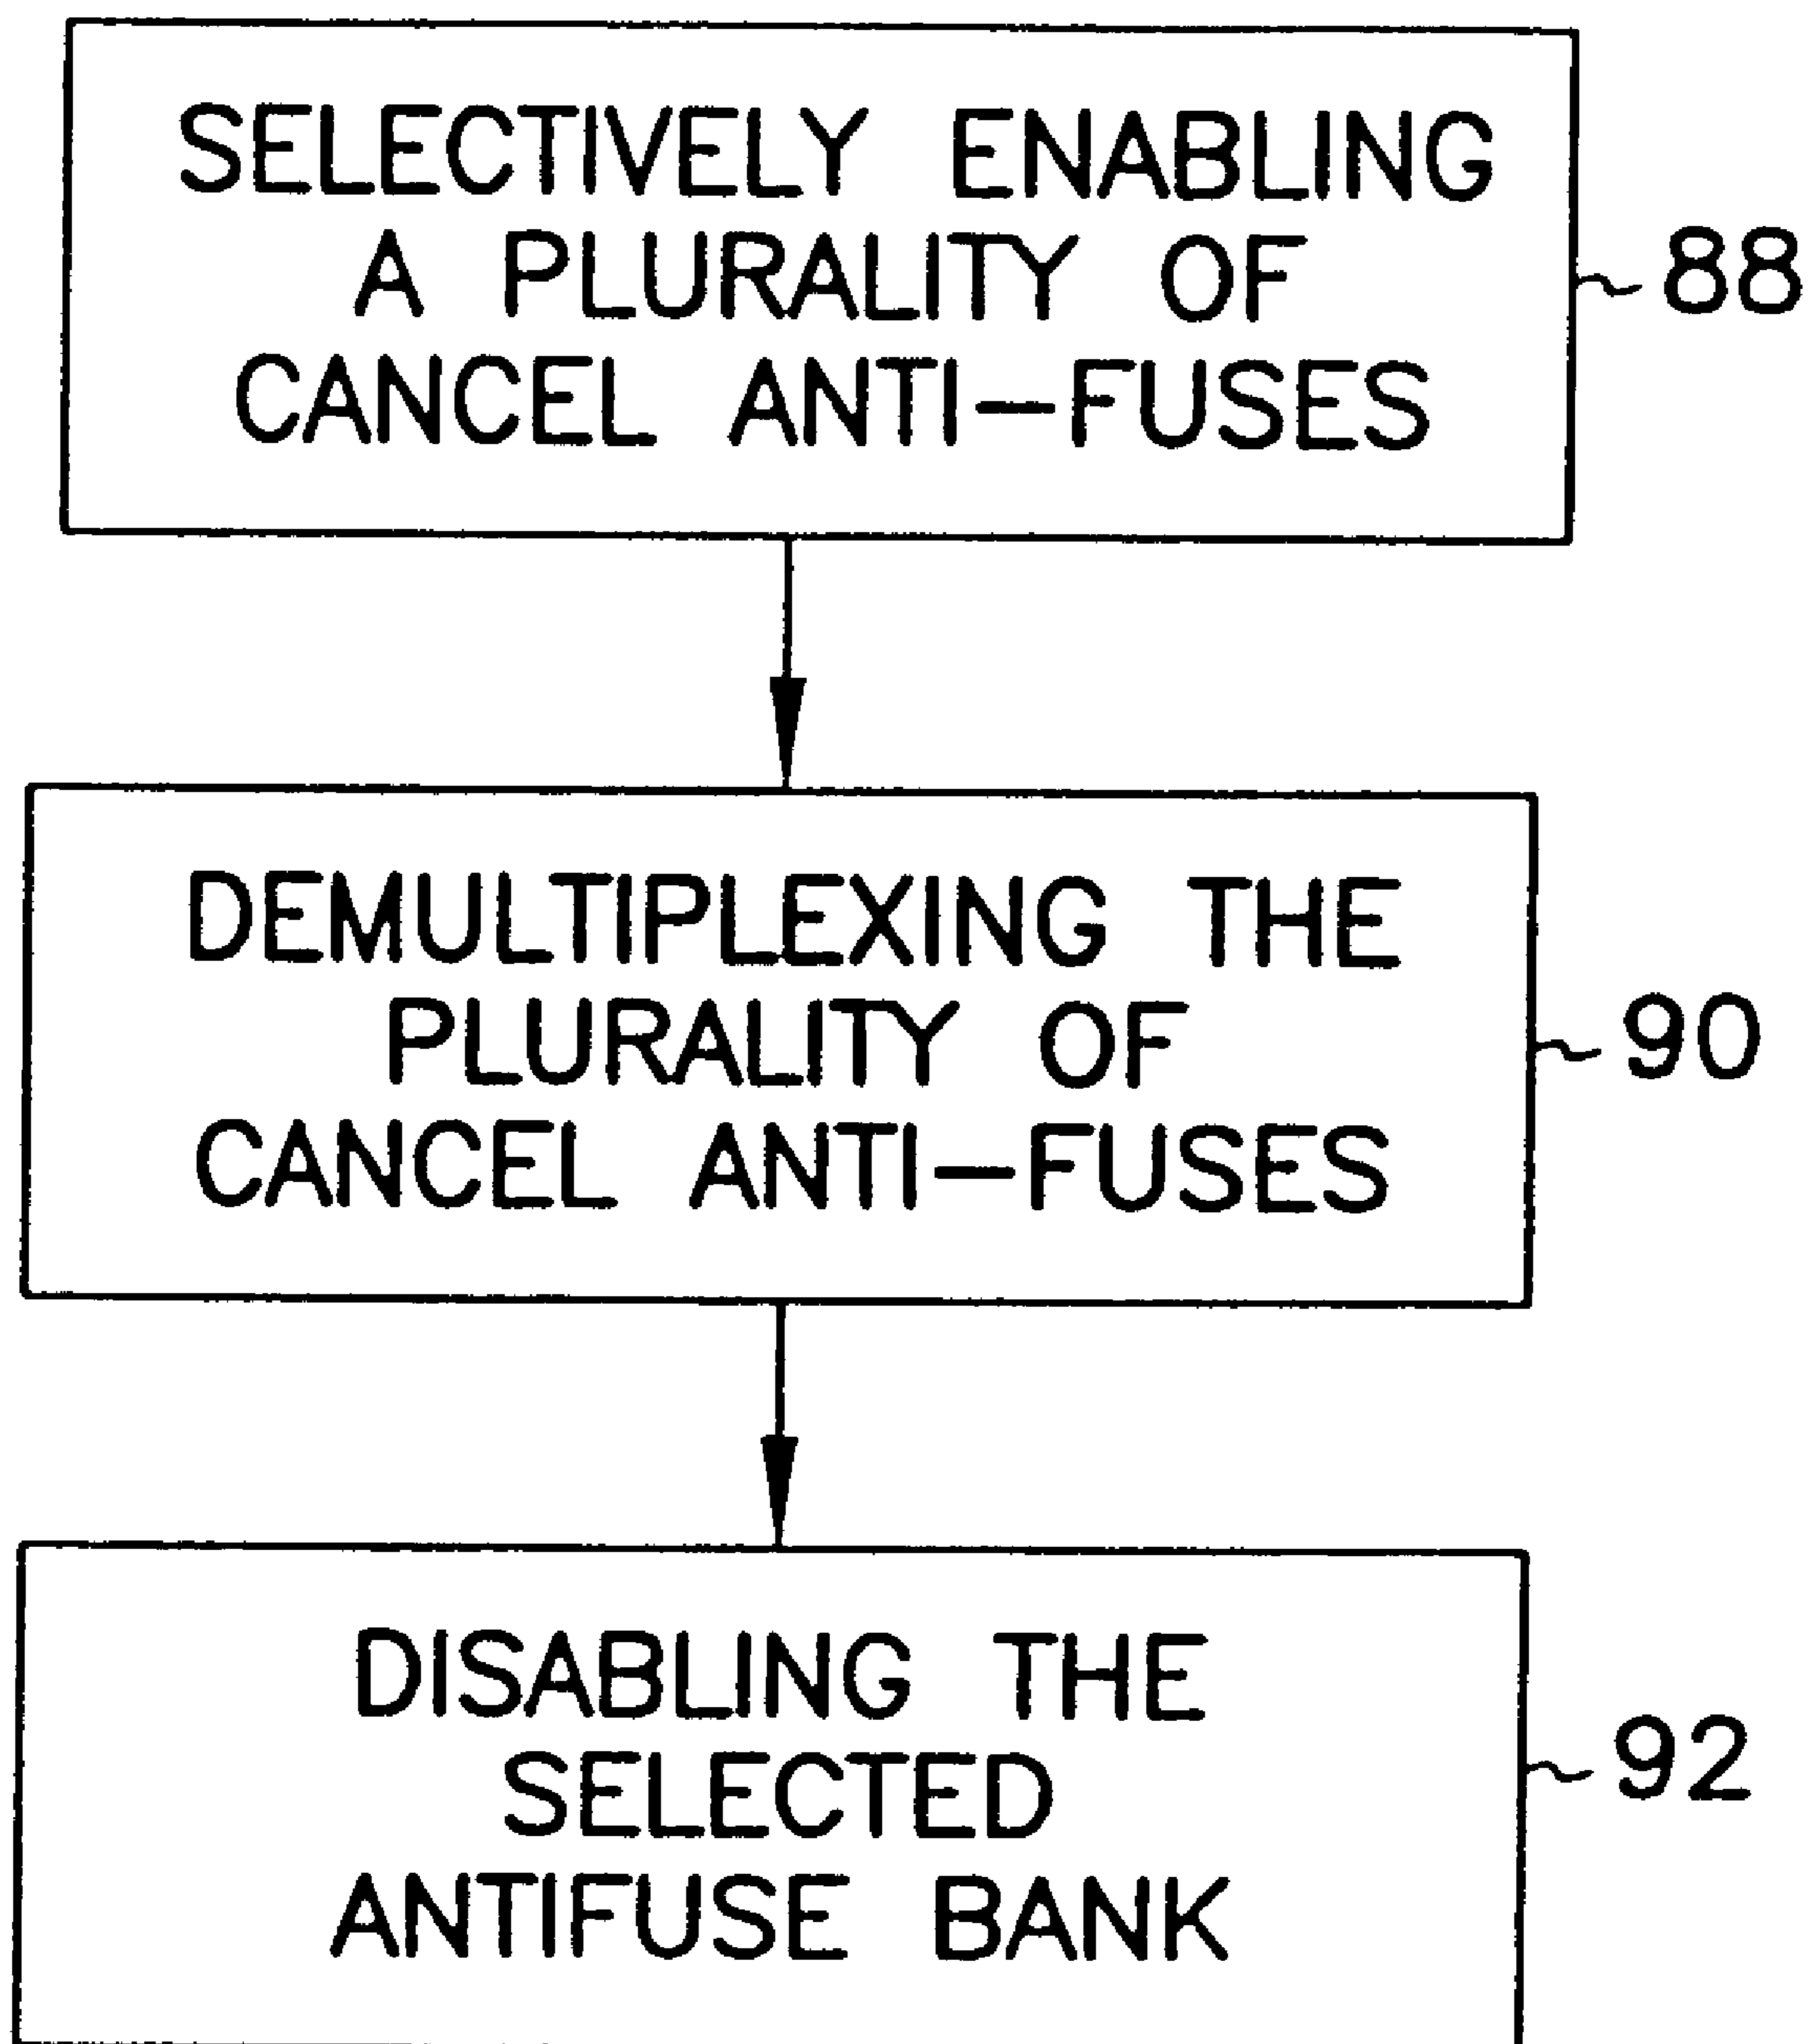 SELECTIVELY ENABLING
A PLURALITY OF
CANCEL ANTI-FUSES
88
DEMULTIPLEXING THE
PLURALITY OF
CANCEL ANTI-FUSES
90
DISABLING THE
SELECTED
ANTIFUSE BANK
92